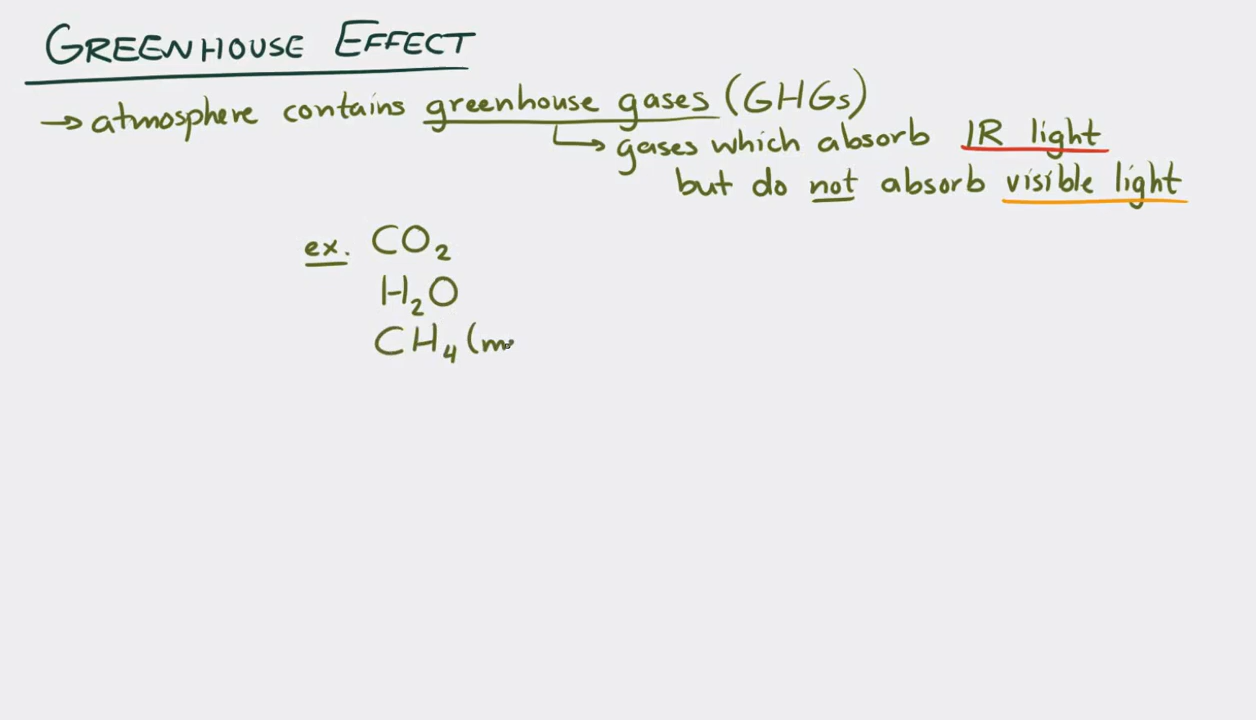 GREENHOUSE EFFECT
→ atmosphere contains greenhouse gases (GHGs)
↳ gases which absorb IR light
but do not absorb visible light
ex. CO₂
H₂O
CH₄ (m